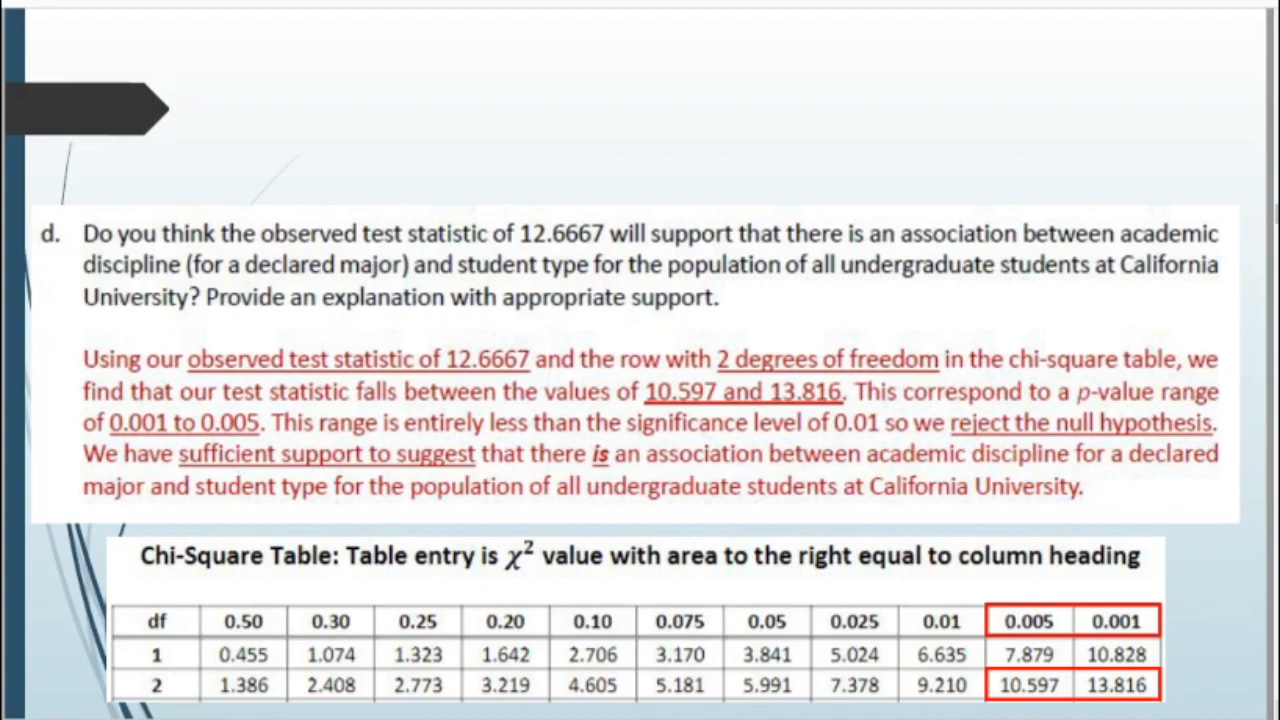 d. Do you think the observed test statistic of 12.6667 will support that there is an association between academic
discipline (for a declared major) and student type for the population of all undergraduate students at California
University? Provide an explanation with appropriate support.
Using our observed test statistic of 12.6667 and the row with 2 degrees of freedom in the chi-square table, we
find that our test statistic falls between the values of 10.597 and 13.816. This correspond to a p-value range
of 0.001 to 0.005. This range is entirely less than the significance level of 0.01 so we reject the null hypothesis.
We have sufficient support to suggest that there is an association between academic discipline for a declared
major and student type for the population of all undergraduate students at California University.
Chi-Square Table: Table entry is χ² value with area to the right equal to column heading
df 0.50 0.30 0.25 0.20 0.10 0.075 0.05 0.025 0.01 0.005 0.001
1 0.455 1.074 1.323 1.642 2.706 3.170 3.841 5.024 6.635 7.879 10.828
2 1.386 2.408 2.773 3.219 4.605 5.181 5.991 7.378 9.210 10.597 13.816